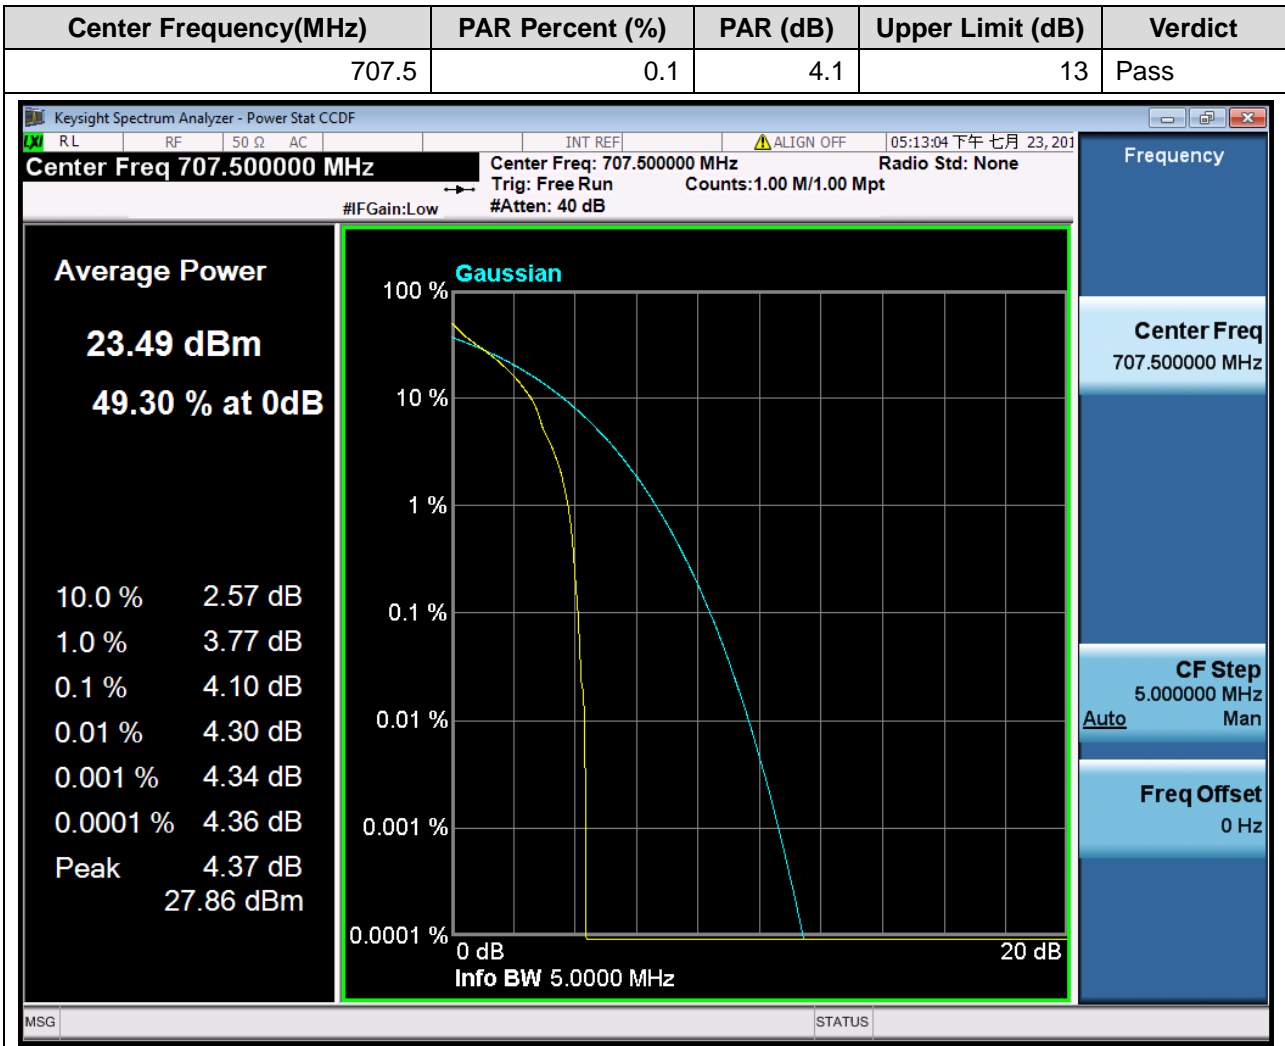 Center Frequency(MHz) PAR Percent (%) PAR (dB) Upper Limit (dB) Verdict
707.5 0.1 4.1 13 Pass
Keysight Spectrum Analyzer - Power Stat CCDF
LXI RL RF 50 Ω AC INT REF ALIGN OFF 05:13:04 下午 七月 23, 201
Center Freq 707.500000 MHz
Center Freq: 707.500000 MHz Radio Std: None
Trig: Free Run Counts:1.00 M/1.00 Mpt
#IFGain:Low #Atten: 40 dB
Average Power
23.49 dBm
49.30 % at 0dB
10.0 % 2.57 dB
1.0 % 3.77 dB
0.1 % 4.10 dB
0.01 % 4.30 dB
0.001 % 4.34 dB
0.0001 % 4.36 dB
Peak 4.37 dB
27.86 dBm
Gaussian
100 %
10 %
1 %
0.1 %
0.01 %
0.001 %
0.0001 %
0 dB 20 dB
Info BW 5.0000 MHz
Frequency
Center Freq
707.500000 MHz
CF Step
5.000000 MHz
Auto Man
Freq Offset
0 Hz
MSG STATUS